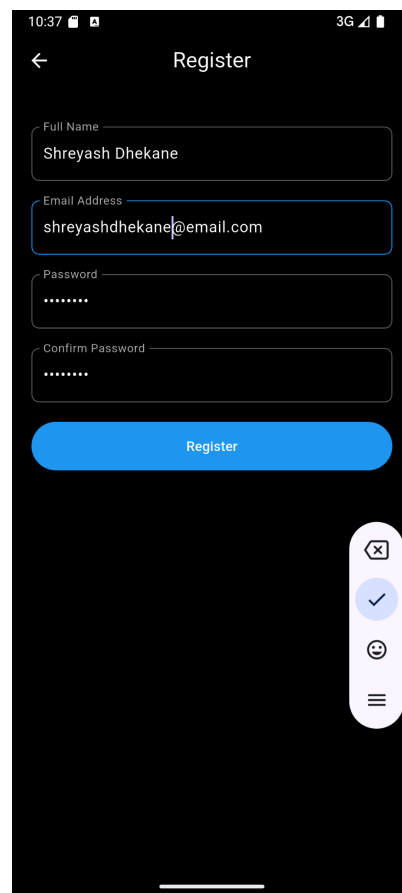 10:37
3G
Register
Full Name
Shreyash Dhekane
Email Address
shreyashdhekane@email.com
Password
••••••••
Confirm Password
••••••••
Register